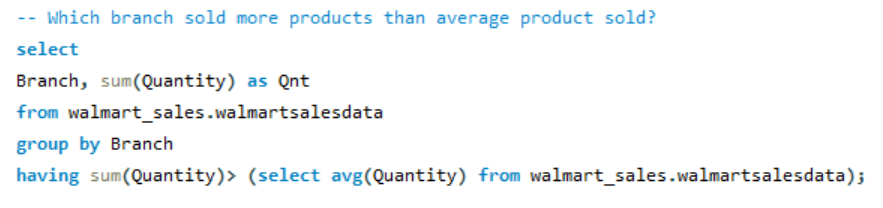 -- Which branch sold more products than average product sold?
select
Branch, sum(Quantity) as Qnt
from walmart_sales.walmartsalesdata
group by Branch
having sum(Quantity)> (select avg(Quantity) from walmart_sales.walmartsalesdata);